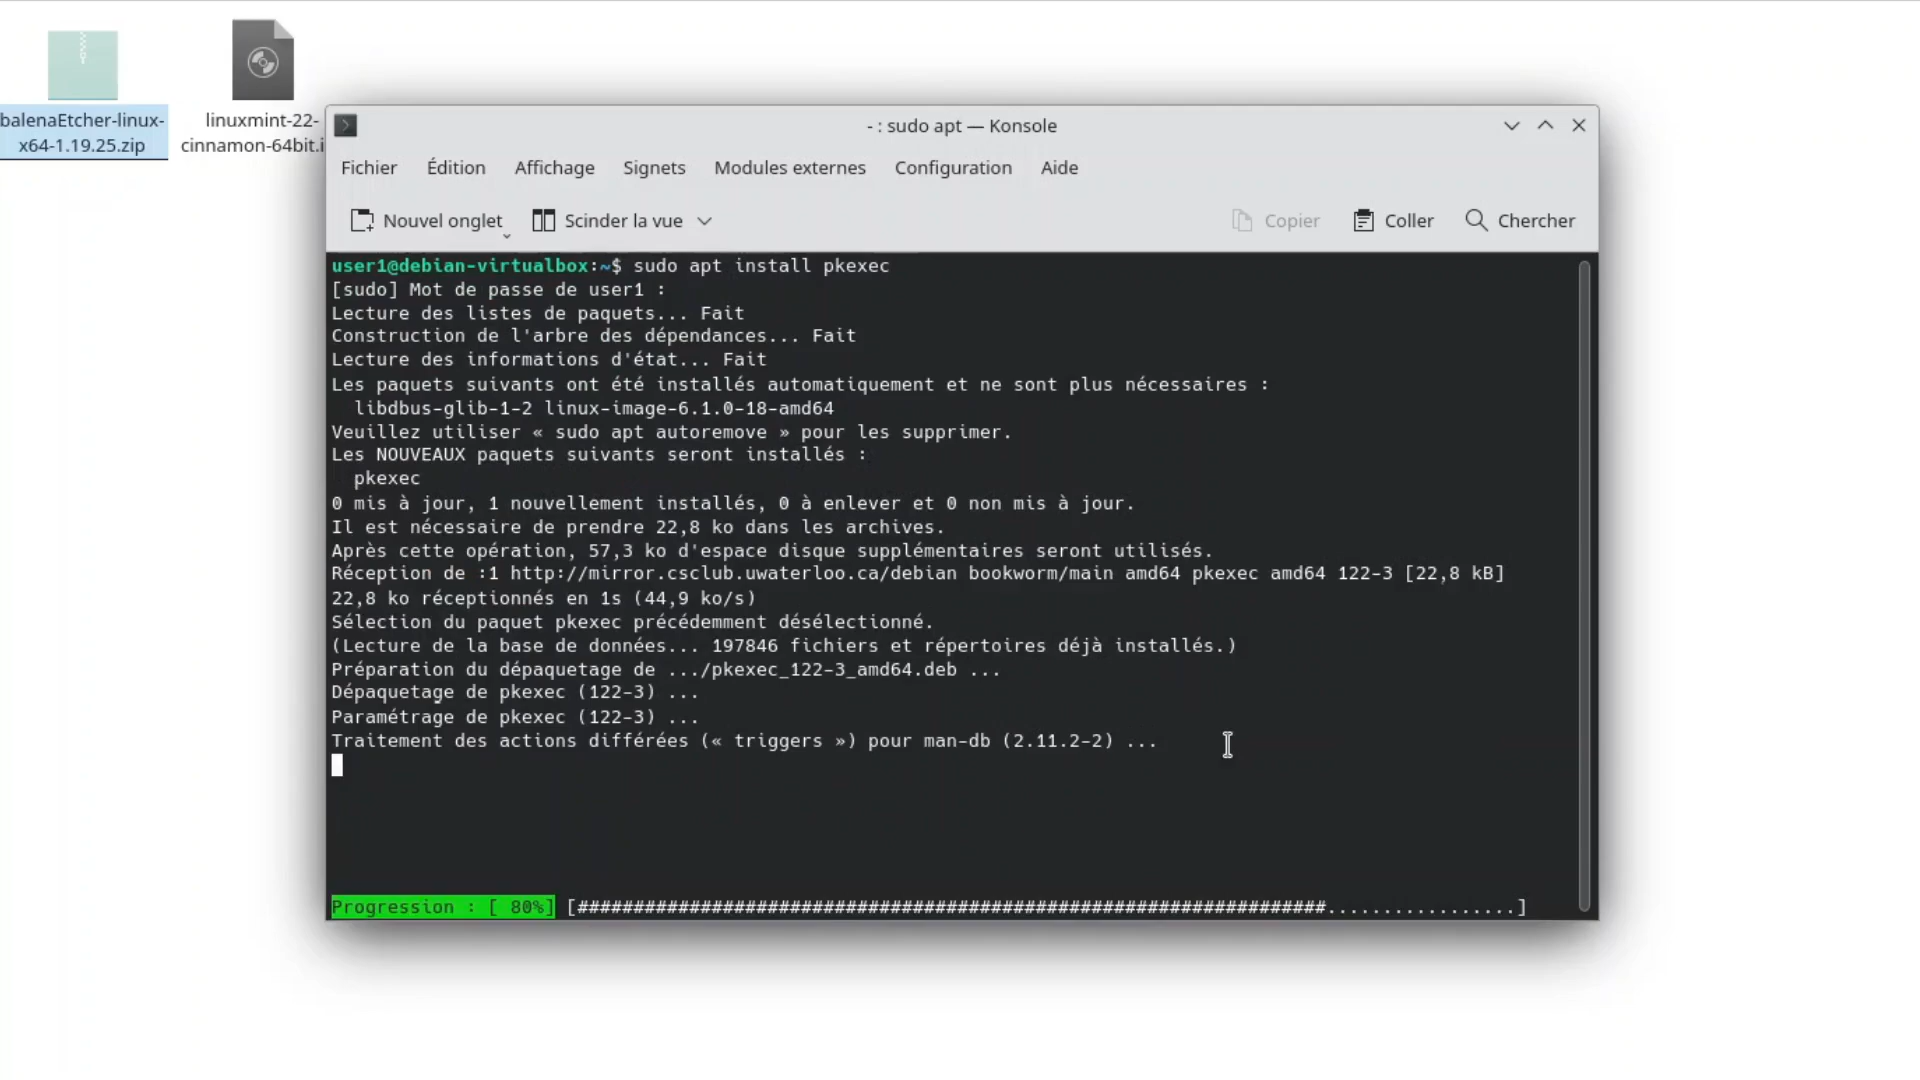 balenaEtcher-linux-
x64-1.19.25.zip
linuxmint-22-
cinnamon-64bit.i
- : sudo apt — Konsole
Fichier Édition Affichage Signets Modules externes Configuration Aide
Nouvel onglet Scinder la vue Copier Coller Chercher
user1@debian-virtualbox:~$ sudo apt install pkexec
[sudo] Mot de passe de user1 :
Lecture des listes de paquets... Fait
Construction de l'arbre des dépendances... Fait
Lecture des informations d'état... Fait
Les paquets suivants ont été installés automatiquement et ne sont plus nécessaires :
libdbus-glib-1-2 linux-image-6.1.0-18-amd64
Veuillez utiliser « sudo apt autoremove » pour les supprimer.
Les NOUVEAUX paquets suivants seront installés :
pkexec
0 mis à jour, 1 nouvellement installés, 0 à enlever et 0 non mis à jour.
Il est nécessaire de prendre 22,8 ko dans les archives.
Après cette opération, 57,3 ko d'espace disque supplémentaires seront utilisés.
Réception de :1 http://mirror.csclub.uwaterloo.ca/debian bookworm/main amd64 pkexec amd64 122-3 [22,8 kB]
22,8 ko réceptionnés en 1s (44,9 ko/s)
Sélection du paquet pkexec précédemment désélectionné.
(Lecture de la base de données... 197846 fichiers et répertoires déjà installés.)
Préparation du dépaquetage de .../pkexec_122-3_amd64.deb ...
Dépaquetage de pkexec (122-3) ...
Paramétrage de pkexec (122-3) ...
Traitement des actions différées (« triggers ») pour man-db (2.11.2-2) ...
Progression : [ 80%] [###################################################################.................]